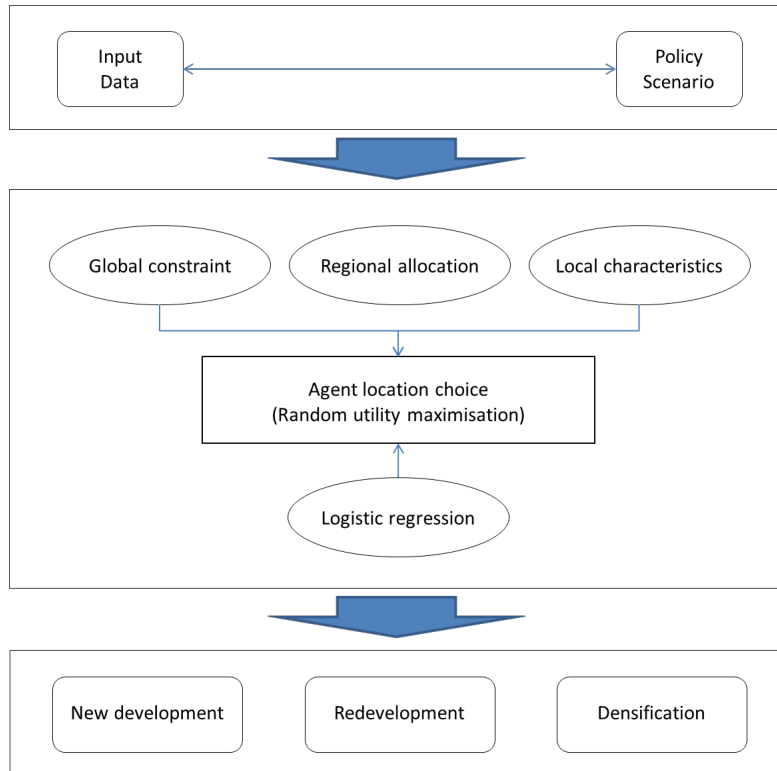 Input
Data
Policy
Scenario
Global constraint
Regional allocation
Local characteristics
Agent location choice
(Random utility maximisation)
Logistic regression
New development
Redevelopment
Densification